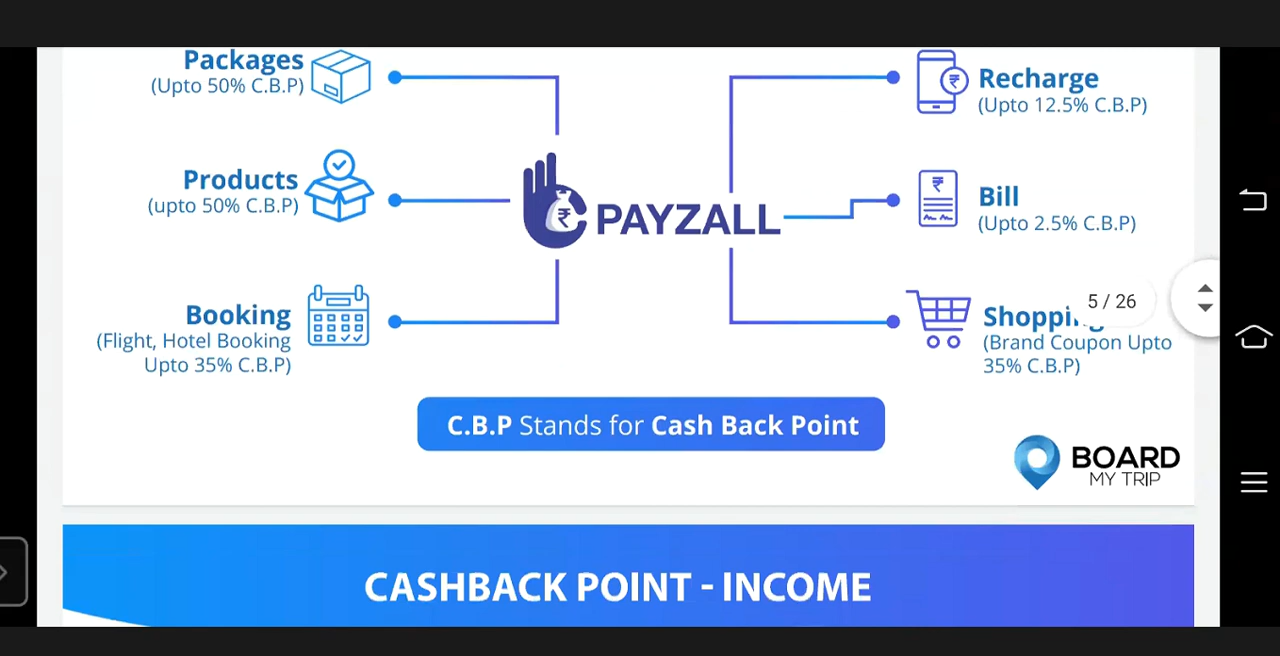 Packages
(Upto 50% C.B.P)
Recharge
(Upto 12.5% C.B.P)
Products
(upto 50% C.B.P)
PAYZALL
Bill
(Upto 2.5% C.B.P)
Booking
(Flight, Hotel Booking
Upto 35% C.B.P)
5 / 26
(Brand Coupon Upto
35% C.B.P)
C.B.P Stands for Cash Back Point
BOARD
MY TRIP
CASHBACK POINT - INCOME